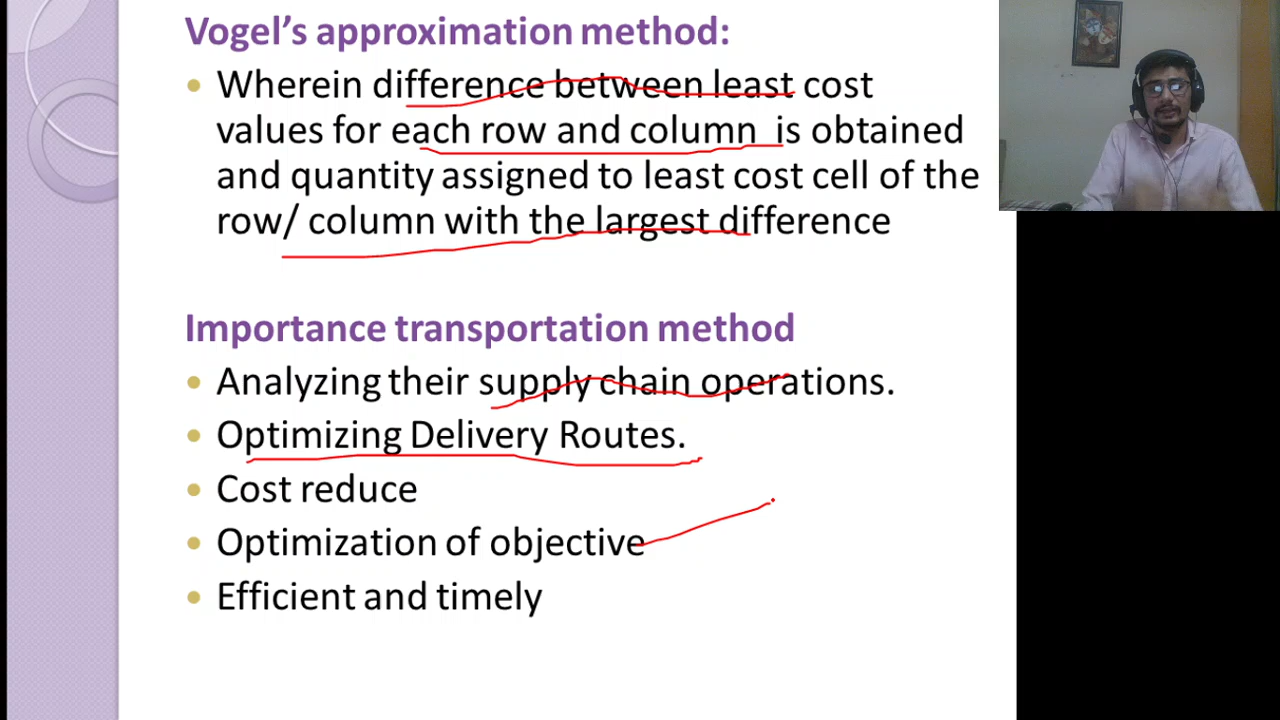 Vogel’s approximation method:
• Wherein difference between least cost
values for each row and column is obtained
and quantity assigned to least cost cell of the
row/ column with the largest difference
Importance transportation method
• Analyzing their supply chain operations.
• Optimizing Delivery Routes.
• Cost reduce
• Optimization of objective
• Efficient and timely